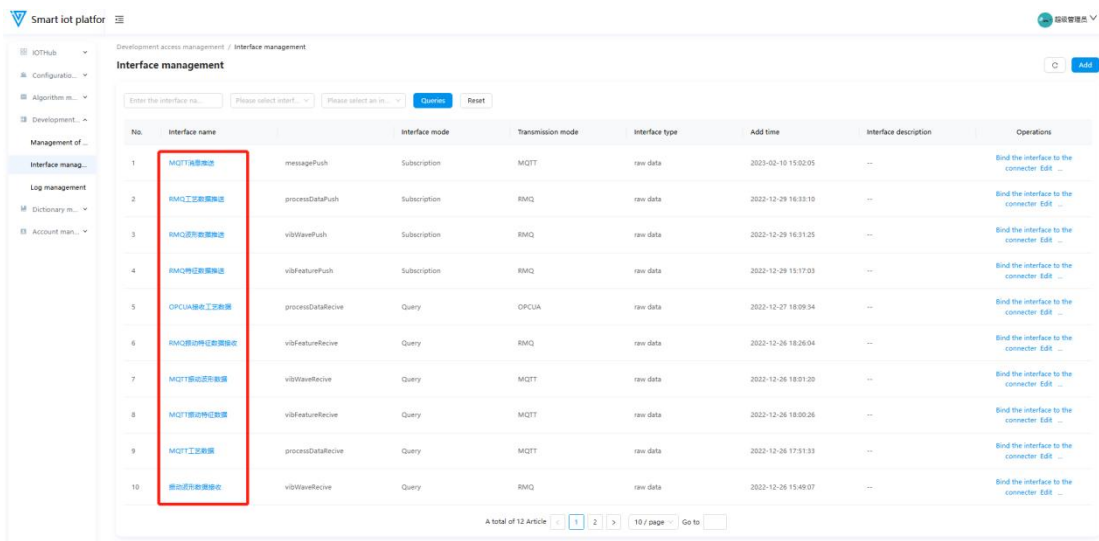 Smart iot platfor
超级管理员
IOTHub
Configuratio...
Algorithm m...
Development...
Management of ...
Interface manag...
Log management
Dictionary m...
Account man...
Development access management / Interface management
Interface management
Add
Enter the interface na... Please select interf... Please select an in... Queries Reset
No. Interface name Interface mode Transmission mode Interface type Add time Interface description Operations
1 MQTT消息推送 messagePush Subscription MQTT raw data 2023-02-10 15:02:05 -- Bind the interface to the
connecter Edit ...
2 RMQ工艺数据推送 processDataPush Subscription RMQ raw data 2022-12-29 16:33:10 -- Bind the interface to the
connecter Edit ...
3 RMQ波形数据推送 vibWavePush Subscription RMQ raw data 2022-12-29 16:31:25 -- Bind the interface to the
connecter Edit ...
4 RMQ特征数据推送 vibFeaturePush Subscription RMQ raw data 2022-12-29 15:17:03 -- Bind the interface to the
connecter Edit ...
5 OPCUA接收工艺数据 processDataRecive Query OPCUA raw data 2022-12-27 18:09:34 -- Bind the interface to the
connecter Edit ...
6 RMQ振动特征数据接收 vibFeatureRecive Query RMQ raw data 2022-12-26 18:26:04 -- Bind the interface to the
connecter Edit ...
7 MQTT振动波形数据 vibWaveRecive Query MQTT raw data 2022-12-26 18:01:20 -- Bind the interface to the
connecter Edit ...
8 MQTT振动特征数据 vibFeatureRecive Query MQTT raw data 2022-12-26 18:00:26 -- Bind the interface to the
connecter Edit ...
9 MQTT工艺数据 processDataRecive Query MQTT raw data 2022-12-26 17:51:33 -- Bind the interface to the
connecter Edit ...
10 振动波形数据接收 vibWaveRecive Query RMQ raw data 2022-12-26 15:49:07 -- Bind the interface to the
connecter Edit ...
A total of 12 Article < 1 2 > 10 / page Go to